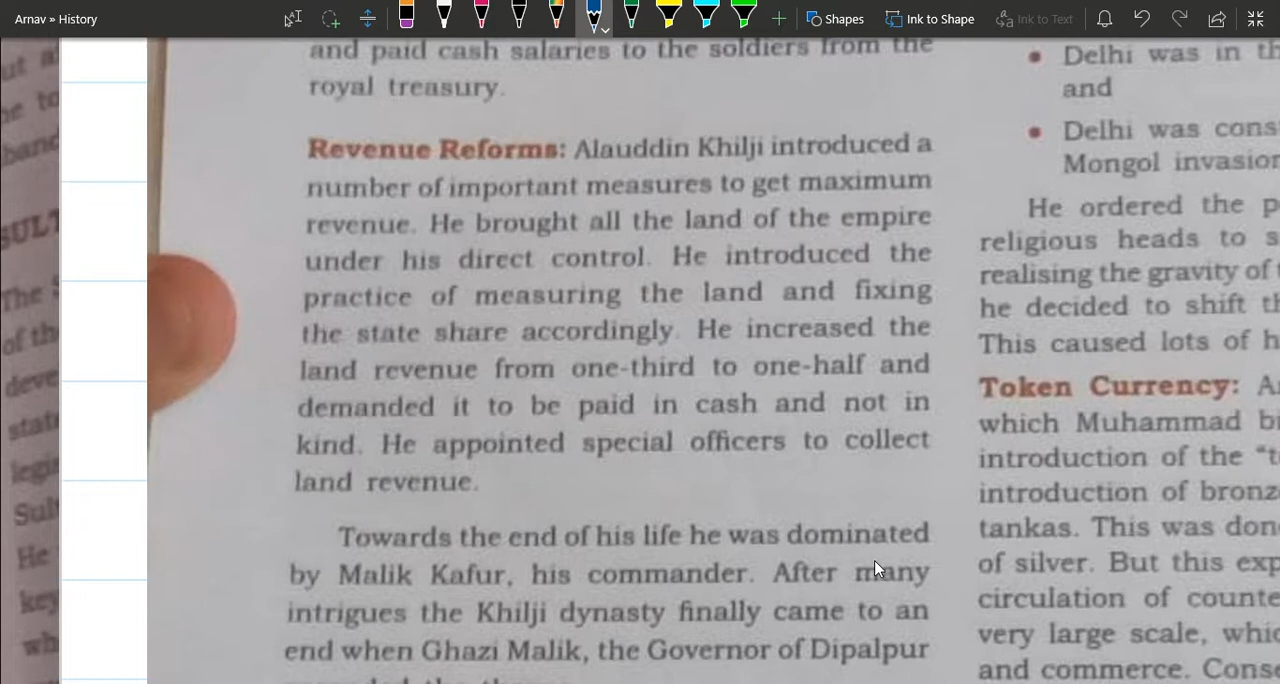 Arnav » History
Shapes
Ink to Shape
Ink to Text
and paid cash salaries to the soldiers from the
royal treasury.
Revenue Reforms: Alauddin Khilji introduced a
number of important measures to get maximum
revenue. He brought all the land of the empire
under his direct control. He introduced the
practice of measuring the land and fixing
the state share accordingly. He increased the
land revenue from one-third to one-half and
demanded it to be paid in cash and not in
kind. He appointed special officers to collect
land revenue.
Towards the end of his life he was dominated
by Malik Kafur, his commander. After many
intrigues the Khilji dynasty finally came to an
end when Ghazi Malik, the Governor of Dipalpur
• Delhi was in
and
• Delhi was
Mongol
He ordered the
religious heads to
realising the gravity of
he decided to shift
This caused lots of
Token Currency:
which Muhammad
introduction of the
introduction of
tankas. This was
of silver. But this
circulation of
very large scale,
and commerce.